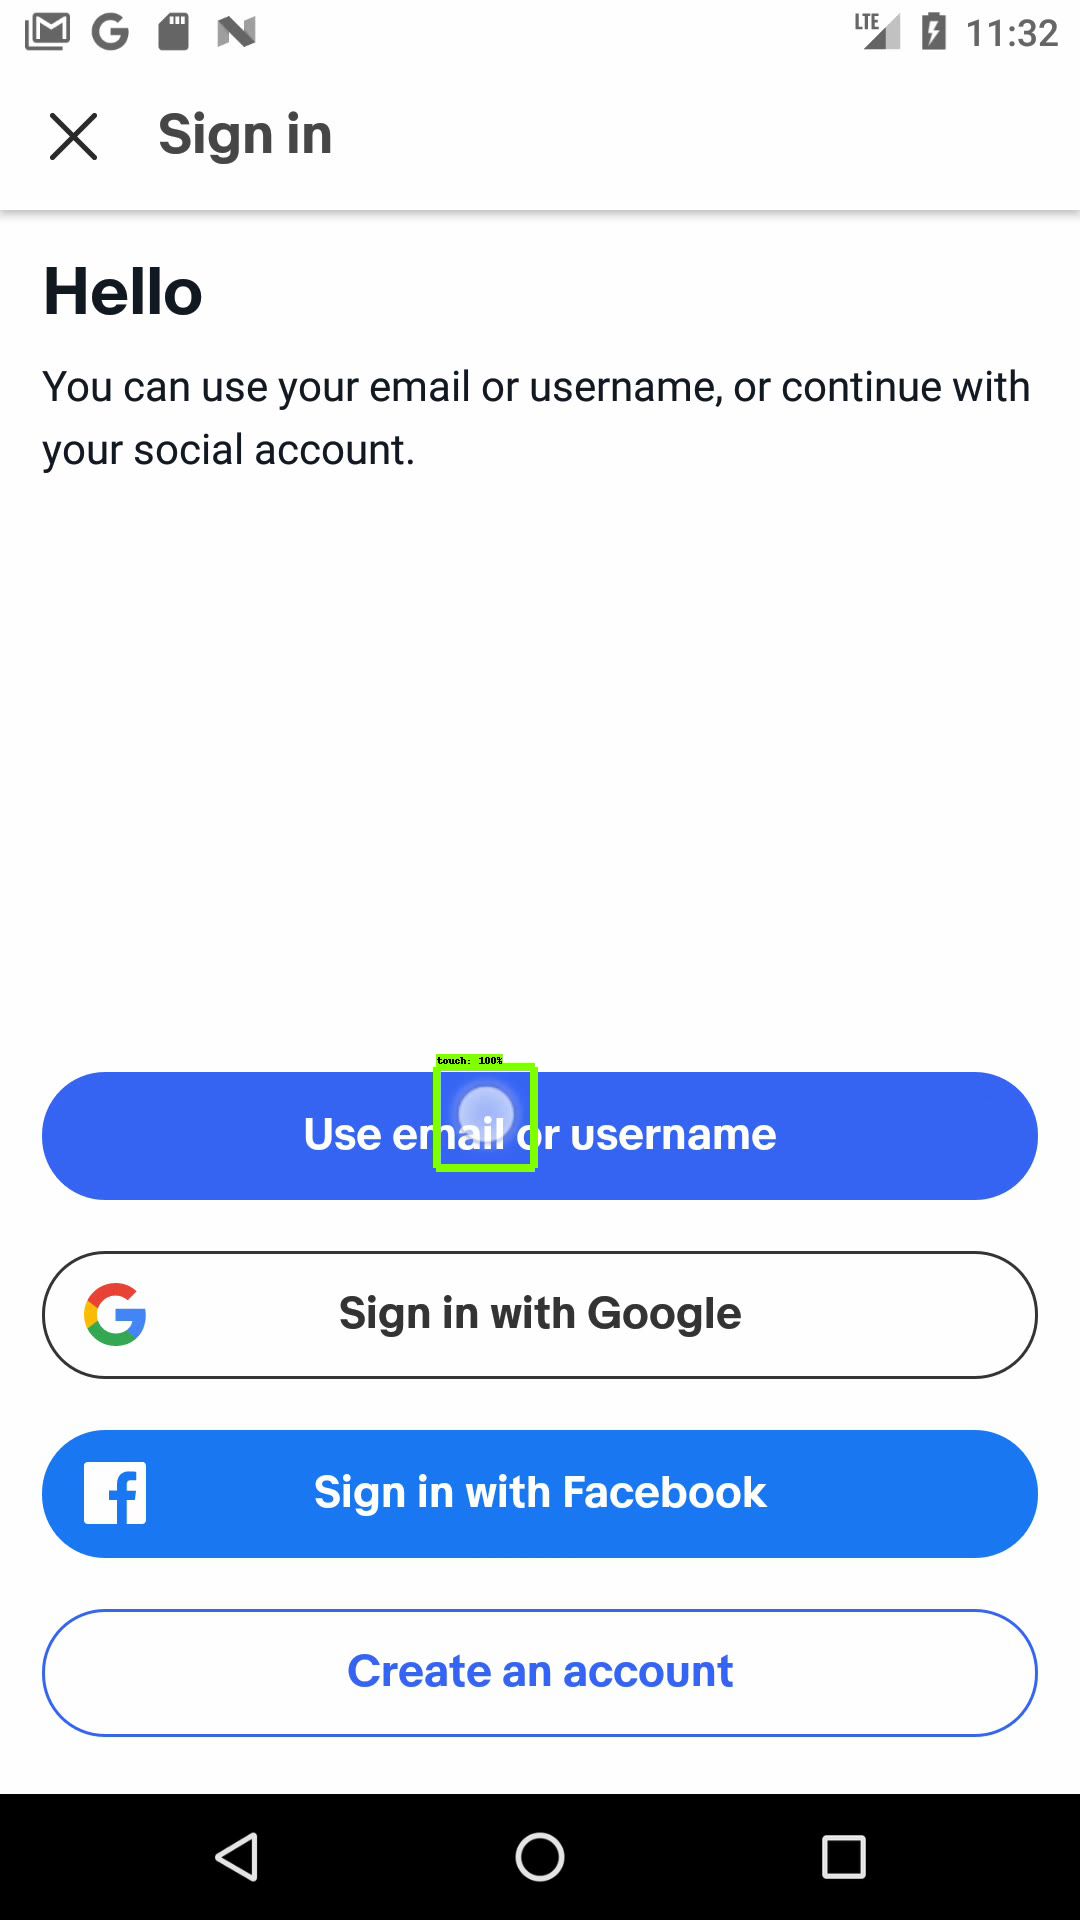 LTE 11:32
Sign in
Hello
You can use your email or username, or continue with
your social account.
touch: 100%
Use email or username
Sign in with Google
Sign in with Facebook
Create an account